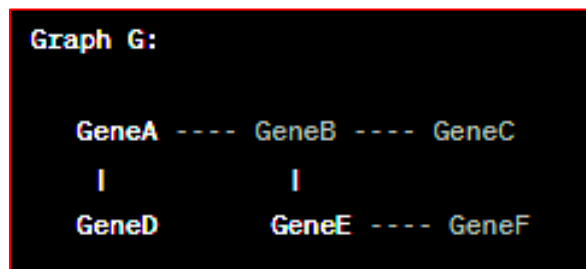 Graph G:
GeneA ---- GeneB ---- GeneC
| |
GeneD GeneE ---- GeneF